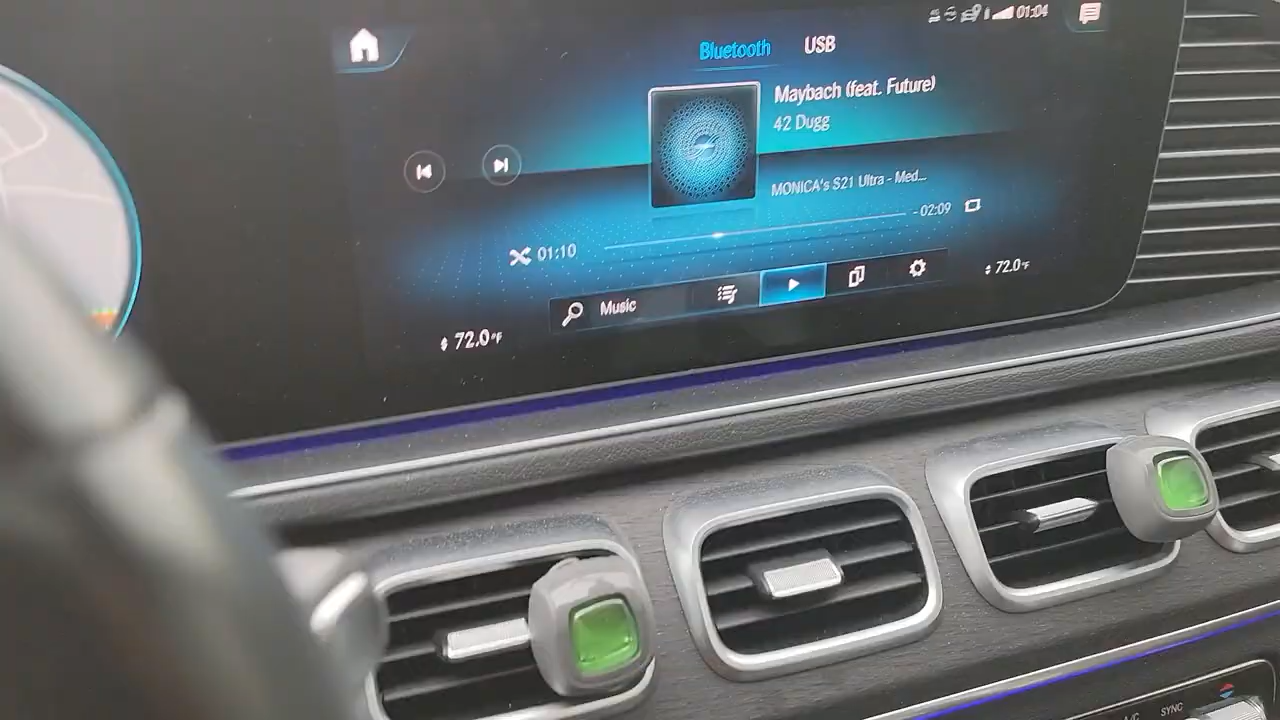 01:04
Bluetooth USB
Maybach (feat. Future)
42 Dugg
MONICA's S21 Ultra - Med...
01:10 -02:09
Music
72.0°F 72.0°F
A/C SYNC